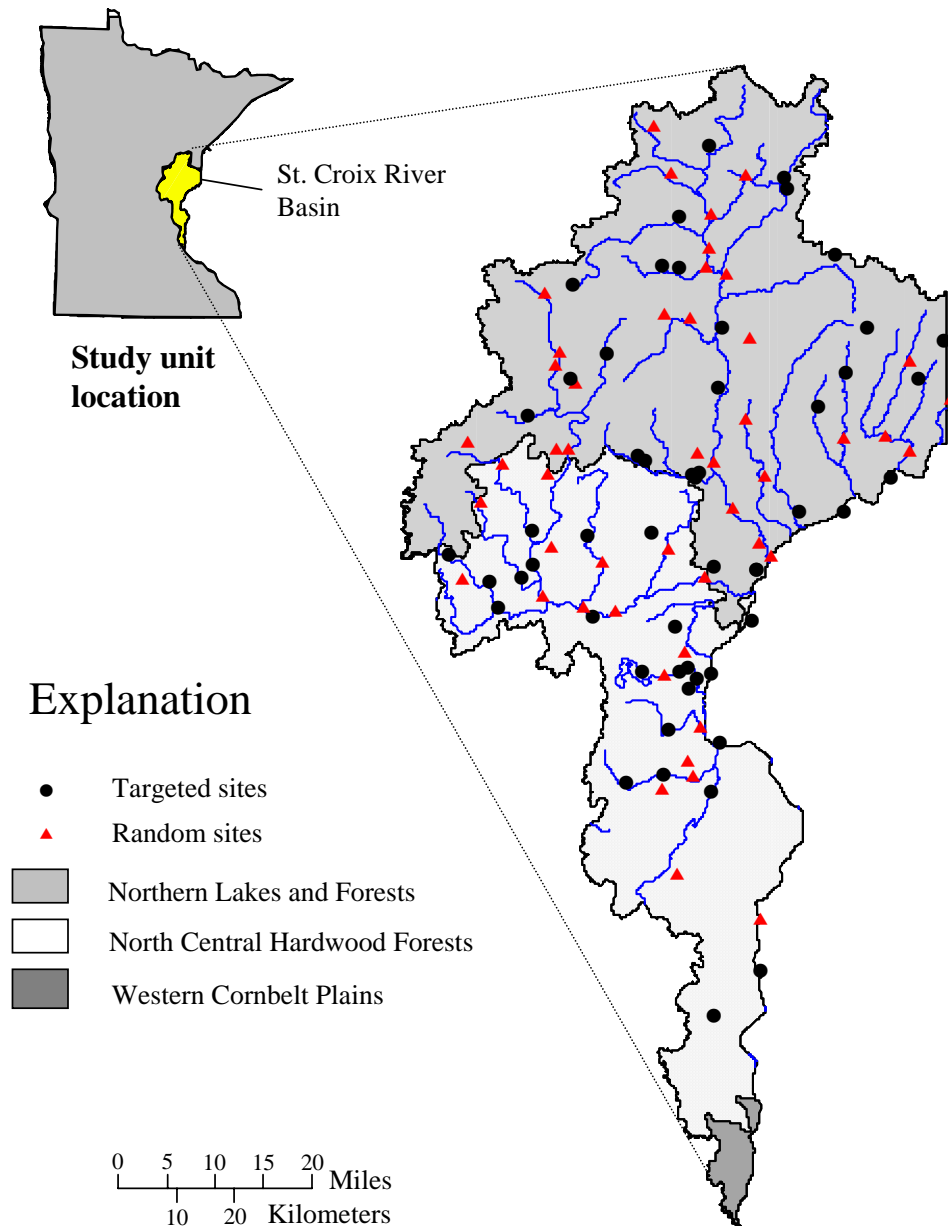 St. Croix River
Basin
Study unit
location
Explanation
Targeted sites
Random sites
Northern Lakes and Forests
North Central Hardwood Forests
Western Cornbelt Plains
0 5 10 15 20
Miles
10 20 Kilometers